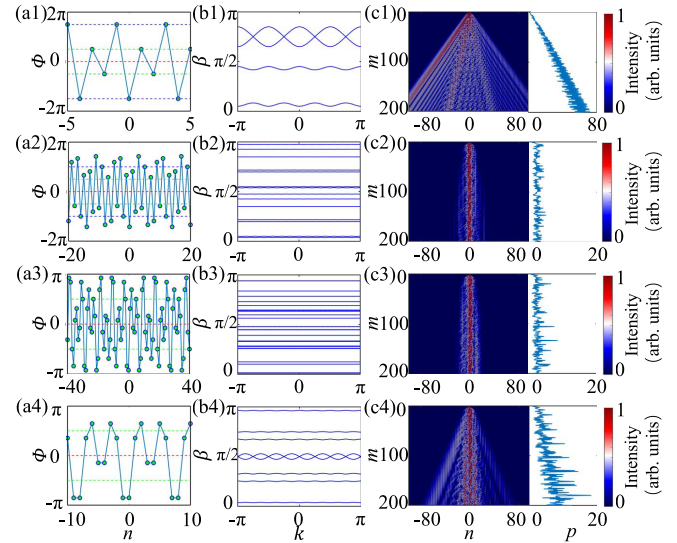 (a1) 2π Φ 0 -2π -5 0 5
(b1) π β π/2 0 -π 0 π
(c1) 0 m 100 200 -80 0 80 0 80 1 0 Intensity (arb. units)
(a2) 2π Φ 0 -2π 20 0 20
(b2) π β π/2 0 -π 0 π
(c2) 0 m 100 200 -80 0 80 0 20 1 0 Intensity (arb. units)
(a3) π Φ 0 -π -40 0 40
(b3) π β π/2 0 -π 0 π
(c3) 0 m 100 200 -80 0 80 0 20 1 0 Intensity (arb. units)
(a4) π Φ 0 -π -10 0 10 n
(b4) π β π/2 0 -π 0 π k
(c4) 0 m 100 200 -80 0 80 n 0 20 p 1 0 Intensity (arb. units)